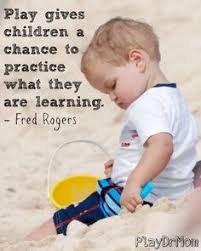 Play gives
children a
chance to
practice
what they
are learning.
- Fred Rogers
PlayDrMom